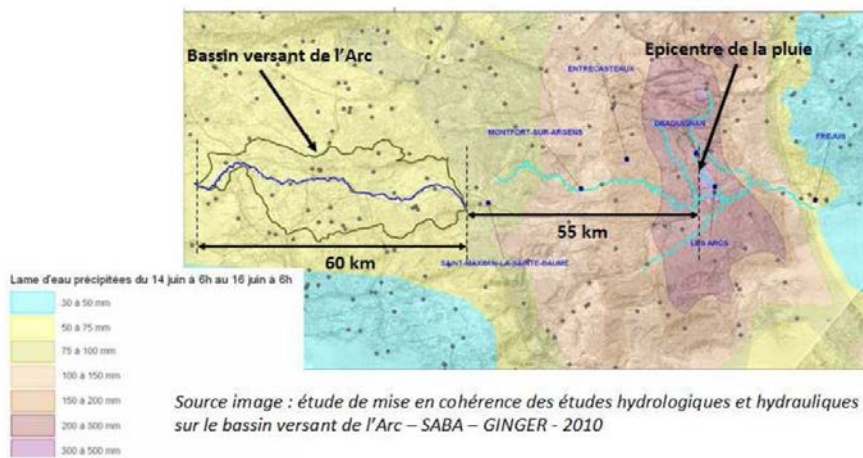 Bassin versant de l'Arc
Epicentre de la pluie
ENTRECASTEAUX
MONTFORT-SUR-ARGENS
DRAGUIGNAN
FREJUS
LES ARCS
SAINT-MAXIMIN-LA-SAINTE-BAUME
60 km
55 km
Lame d'eau précipitées du 14 juin à 6h au 16 juin à 6h
30 à 50 mm
50 à 75 mm
75 à 100 mm
100 à 150 mm
150 à 200 mm
200 à 300 mm
300 à 500 mm
Source image : étude de mise en cohérence des études hydrologiques et hydrauliques
sur le bassin versant de l'Arc – SABA – GINGER - 2010